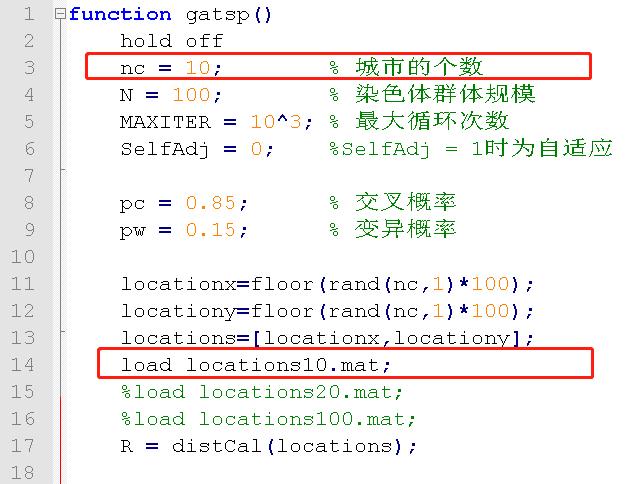 1 function gatsp()
2 hold off
3 nc = 10; % 城市的个数
4 N = 100; % 染色体群体规模
5 MAXITER = 10^3; % 最大循环次数
6 SelfAdj = 0; %SelfAdj = 1时为自适应
7
8 pc = 0.85; % 交叉概率
9 pw = 0.15; % 变异概率
10
11 locationx=floor(rand(nc,1)*100);
12 locationy=floor(rand(nc,1)*100);
13 locations=[locationx,locationy];
14 load locations10.mat;
15 %load locations20.mat;
16 %load locations100.mat;
17 R = distCal(locations);
18